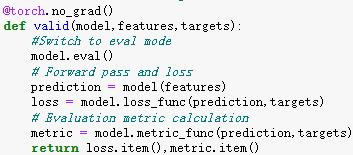 @torch.no_grad()
def valid(model,features,targets):
    #Switch to eval mode
    model.eval()
    # Forward pass and loss
    prediction = model(features)
    loss = model.loss_func(prediction,targets)
    # Evaluation metric calculation
    metric = model.metric_func(prediction,targets)
    return loss.item(),metric.item()